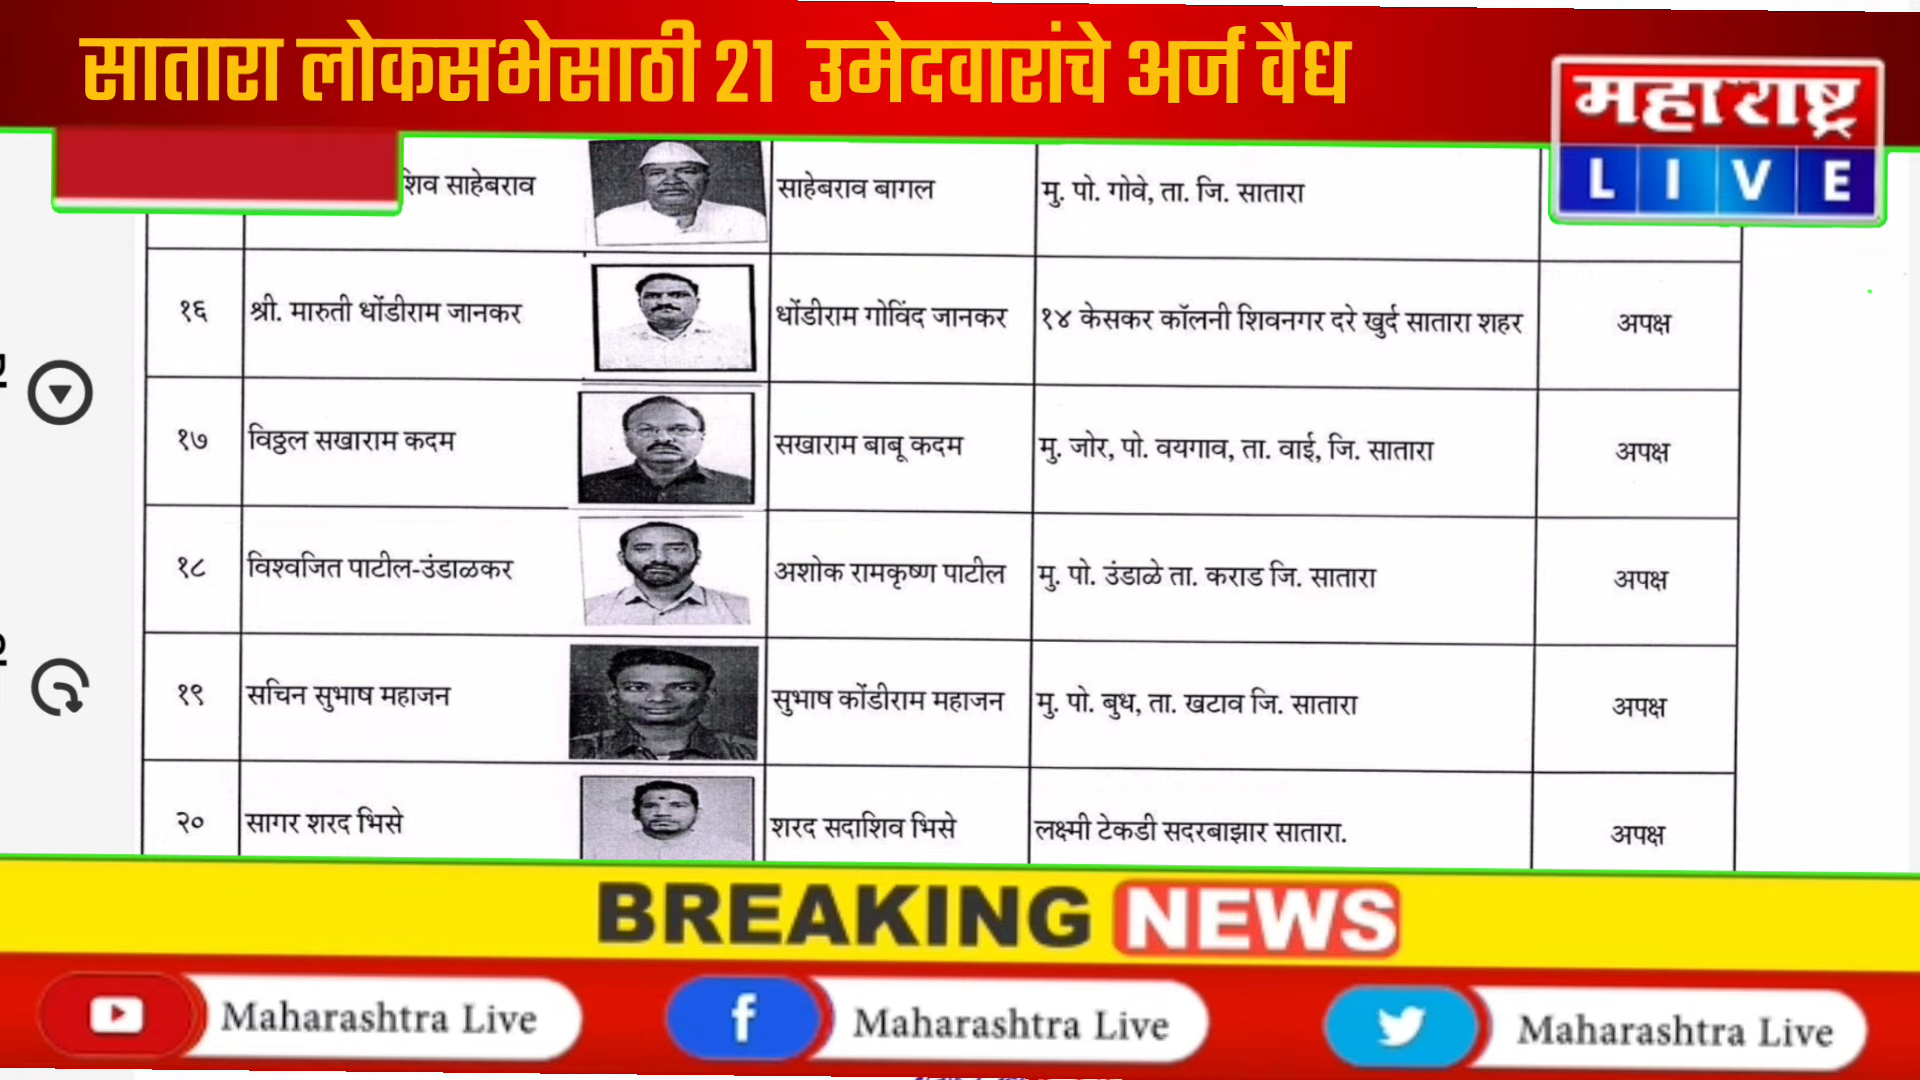 सातारा लोकसभेसाठी 21 उमेदवारांचे अर्ज वैध
महाराष्ट्र
LIVE
शिव साहेबराव साहेबराव बागल मु. पो. गोवे, ता. जि. सातारा
१६ श्री. मारुती धोंडीराम जानकर धोंडीराम गोविंद जानकर १४ केसकर कॉलनी शिवनगर दरे खुर्द सातारा शहर अपक्ष
१७ विठ्ठल सखाराम कदम सखाराम बाबू कदम मु. जोर, पो. वयगाव, ता. वाई, जि. सातारा अपक्ष
१८ विश्वजित पाटील-उंडाळकर अशोक रामकृष्ण पाटील मु. पो. उंडाळे ता. कराड जि. सातारा अपक्ष
१९ सचिन सुभाष महाजन सुभाष कोंडीराम महाजन मु. पो. बुध, ता. खटाव जि. सातारा अपक्ष
२० सागर शरद भिसे शरद सदाशिव भिसे लक्ष्मी टेकडी सदरबाझार सातारा. अपक्ष
BREAKING NEWS
Maharashtra Live Maharashtra Live Maharashtra Live